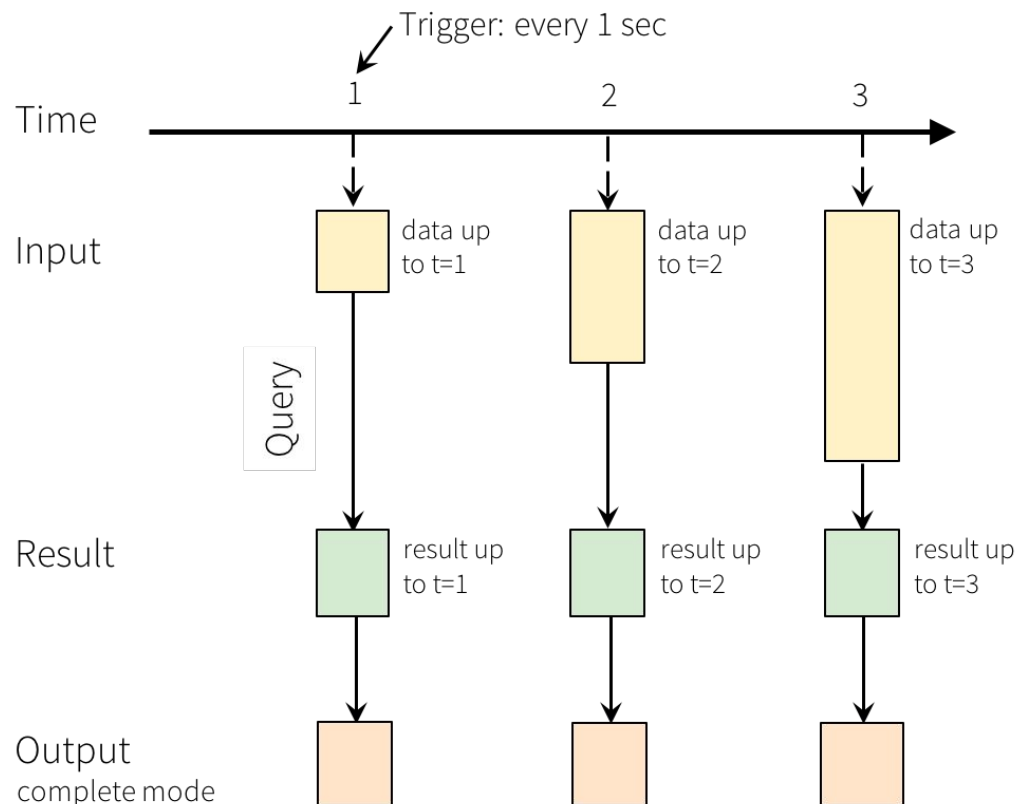 Trigger: every 1 sec
1
2
3
Time
Input
data up
to t=1
data up
to t=2
data up
to t=3
Query
Result
result up
to t=1
result up
to t=2
result up
to t=3
Output
complete mode